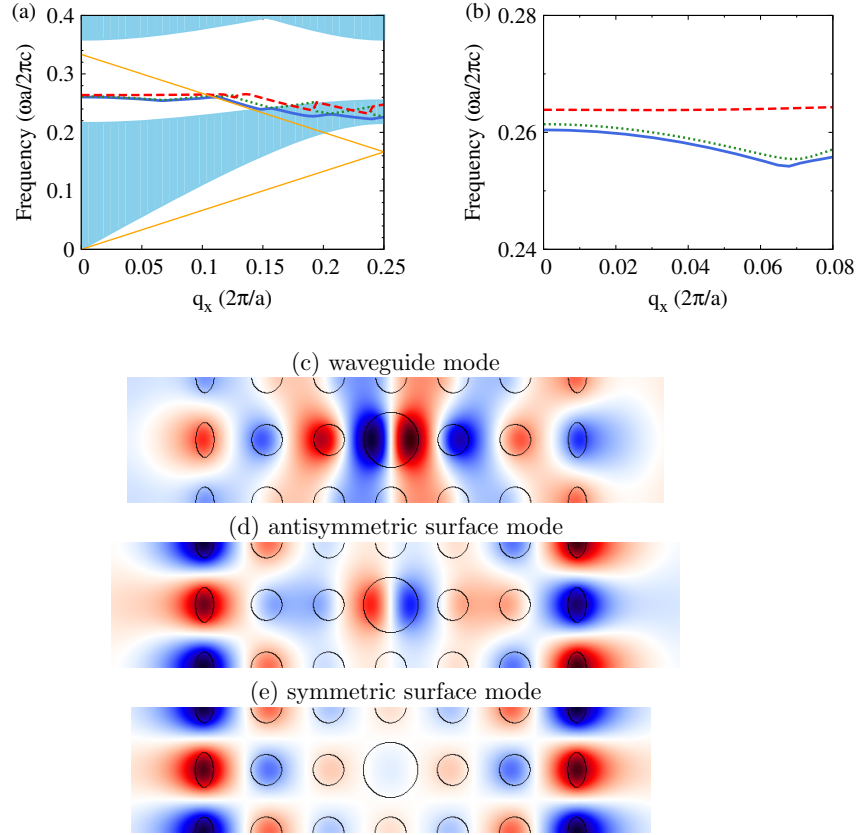 (a)
(b)
Frequency (ωa/2πc)
0.4
0.3
0.2
0.1
0
0
0.05
0.1
0.15
0.2
0.25
qx (2π/a)
Frequency (ωa/2πc)
0.28
0.26
0.24
0
0.02
0.04
0.06
0.08
qx (2π/a)
(c) waveguide mode
(d) antisymmetric surface mode
(e) symmetric surface mode